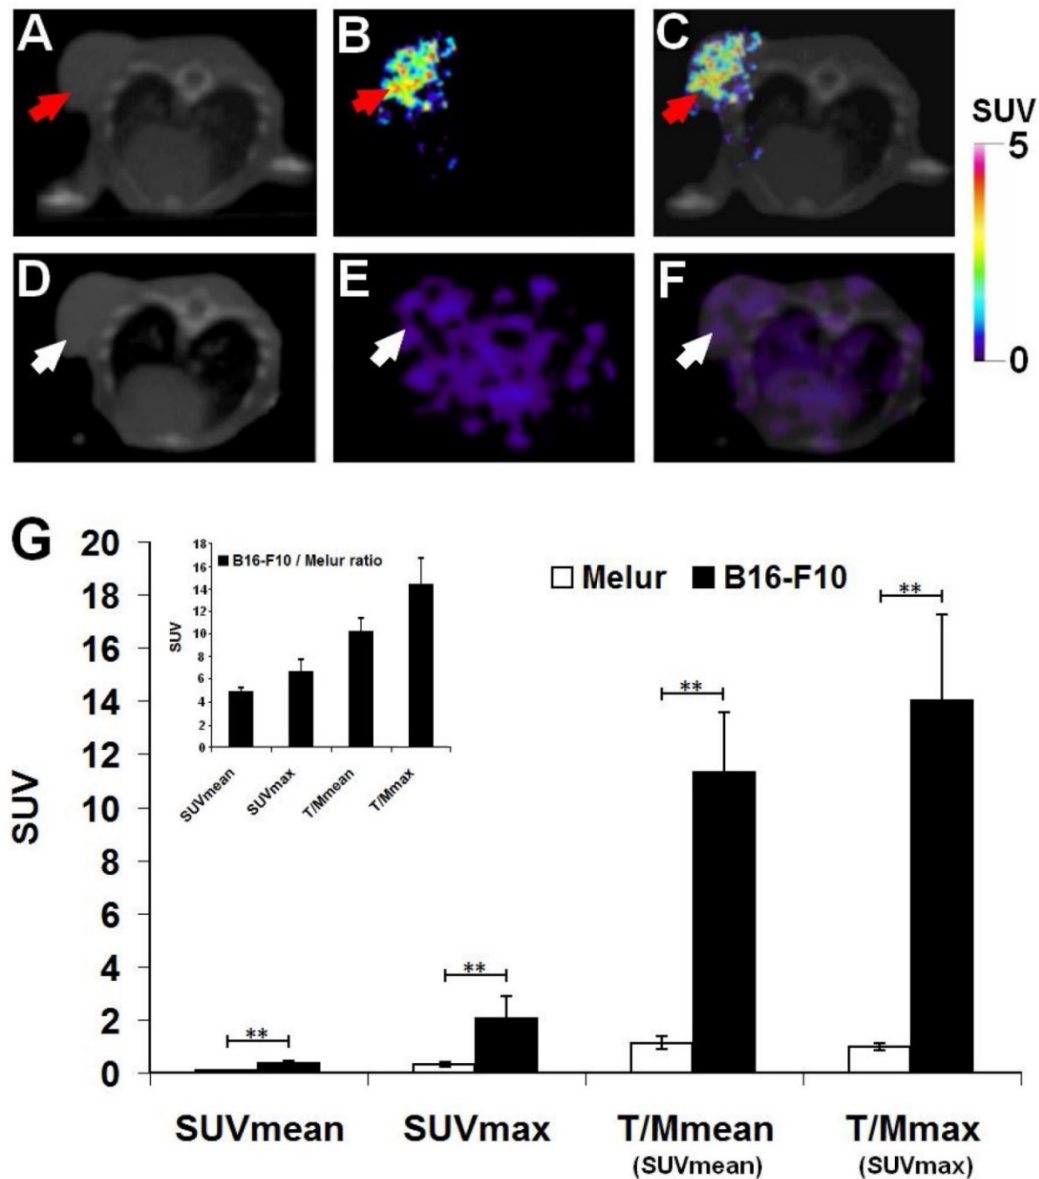 A
B
C
SUV
5
0
D
E
F
G
20
18
16
14
12
10
8
6
4
2
0
SUV
18
16
14
12
10
8
6
4
2
0
SUV
B16-F10 / Melur ratio
SUVmean
SUVmax
T/Mmean
T/Mmax
Melur
B16-F10
**
**
**
**
SUVmean
SUVmax
T/Mmean
(SUVmean)
T/Mmax
(SUVmax)